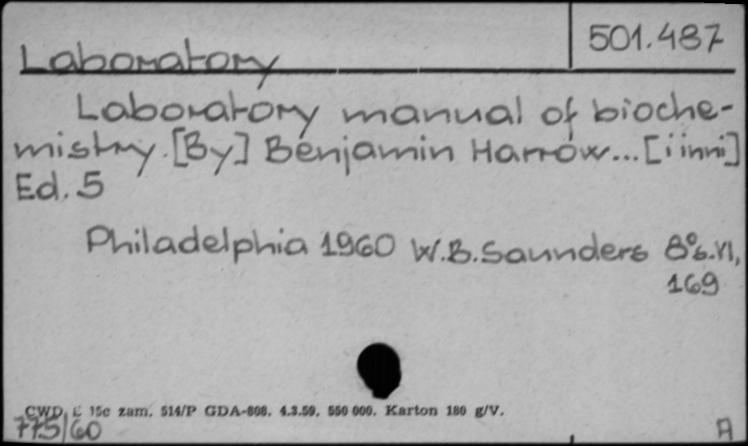 501.487
Laboratory
Laboratory manual of bioche-
mistry. [By] Benjamin Harrow... [i inni]
Ed. 5
Philadelphia 1960 W.B. Saunders 8° s. VI,
169
CWD E 15c zam. 514/P GDA-808. 4.3.59. 550 000. Karton 180 g/V.
775/60
A